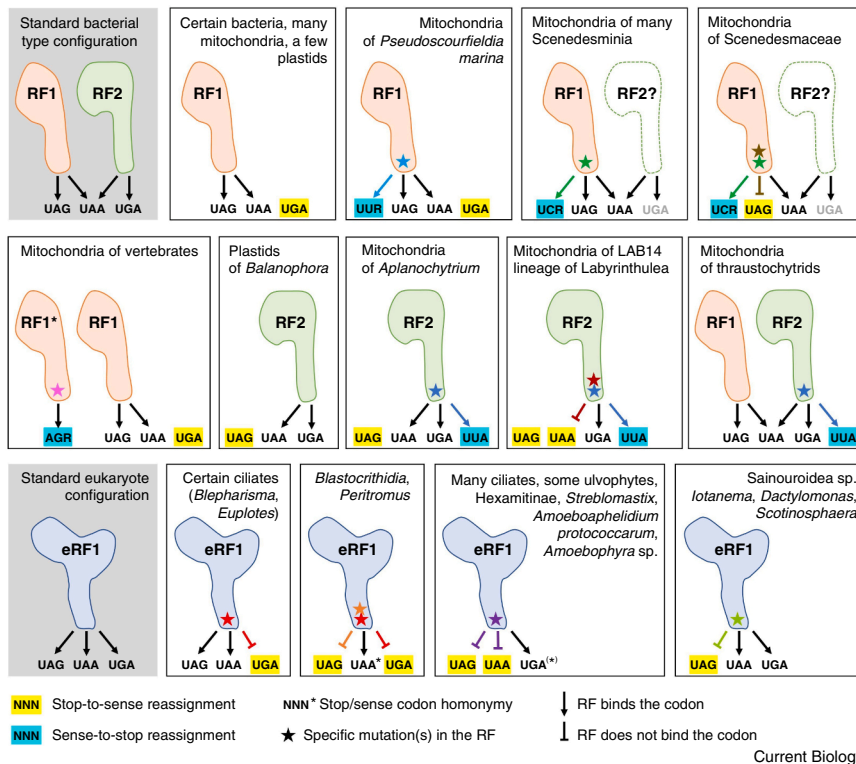 Standard bacterial
type configuration
RF1
RF2
UAG UAA UGA
Certain bacteria, many
mitochondria, a few
plastids
RF1
UAG UAA UGA
Mitochondria
of Pseudoscourfieldia
marina
RF1
UUR UAG UAA UGA
Mitochondria of many
Scenedesminia
RF1
RF2?
UCR UAG UAA UGA
Mitochondria
of Scenedesmaceae
RF1
RF2?
UCR UAG UAA UGA
Mitochondria of vertebrates
RF1*
RF1
AGR UAG UAA UGA
Plastids
of Balanophora
RF2
UAG UAA UGA
Mitochondria
of Aplanochytrium
RF2
UAG UAA UGA UUA
Mitochondria of LAB14
lineage of Labyrinthulea
RF2
UAG UAA UGA UUA
Mitochondria
of thraustochytrids
RF1
RF2
UAG UAA UGA UUA
Standard eukaryote
configuration
eRF1
UAG UAA UGA
Certain ciliates
(Blepharisma,
Euplotes)
eRF1
UAG UAA UGA
Blastocrithidia,
Peritromus
eRF1
UAG UAA* UGA
Many ciliates, some ulvophytes,
Hexamitinae, Streblomastix,
Amoeboaphelidium
protococcarum,
Amoebophyra sp.
eRF1
UAG UAA UGA(*)
Sainouroidea sp.
Iotanema, Dactylomonas,
Scotinosphaera
eRF1
UAG UAA UGA
NNN Stop-to-sense reassignment
NNN* Stop/sense codon homonymy
RF binds the codon
NNN Sense-to-stop reassignment
Specific mutation(s) in the RF
RF does not bind the codon
Current Biolog